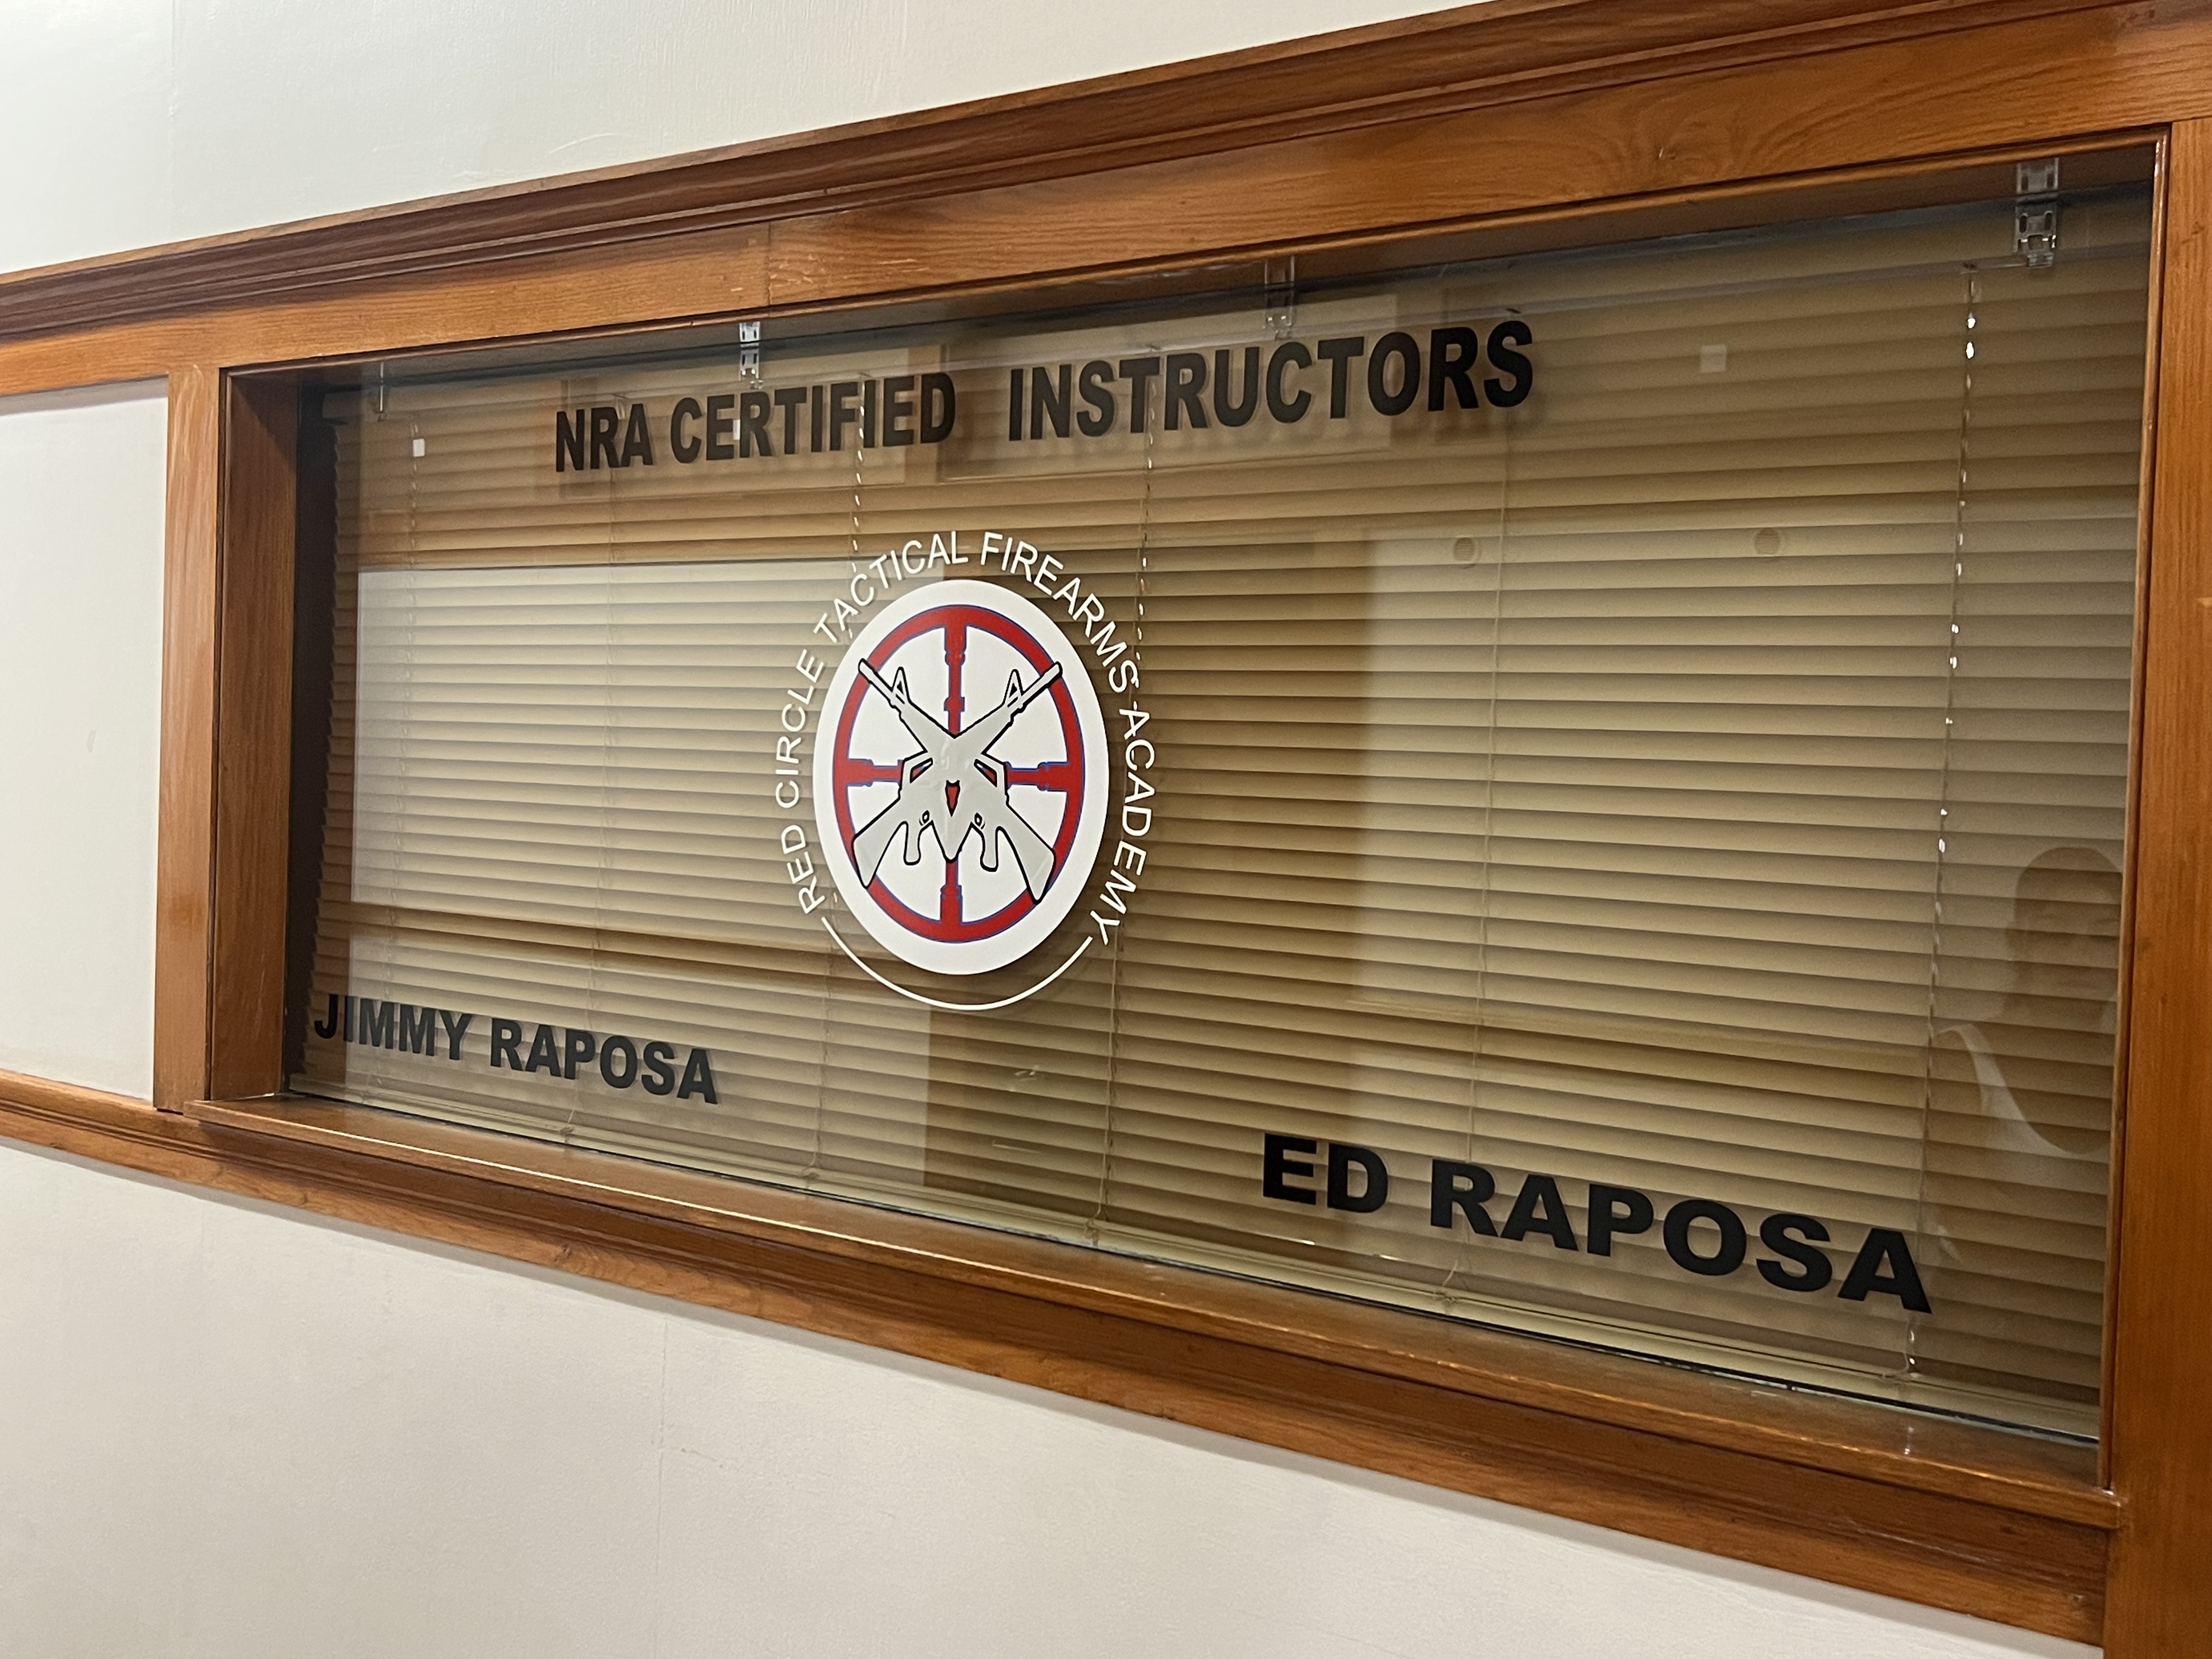 NRA CERTIFIED INSTRUCTORS
RED CIRCLE TACTICAL FIREARMS ACADEMY
JIMMY RAPOSA
ED RAPOSA